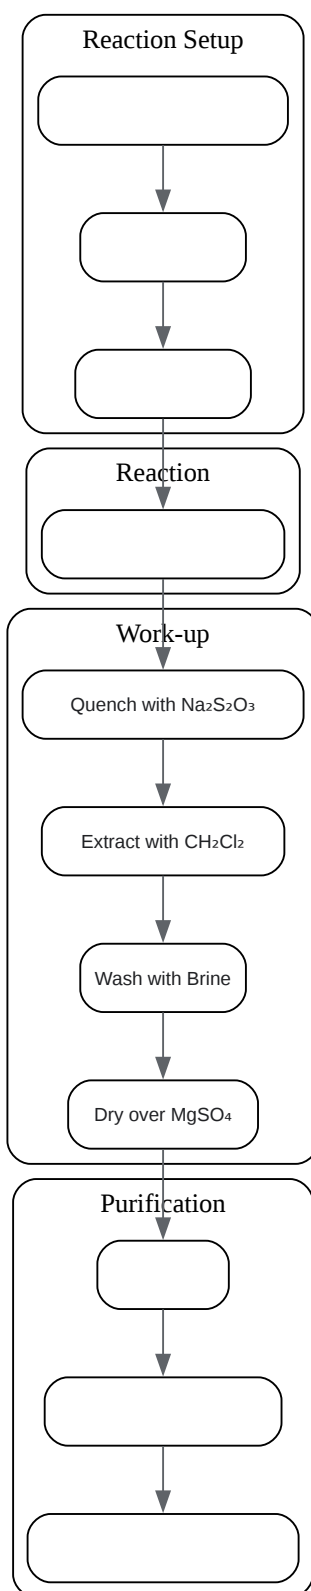 Reaction Setup
Reaction
Work-up
Quench with Na₂S₂O₃
Extract with CH₂Cl₂
Wash with Brine
Dry over MgSO₄
Purification